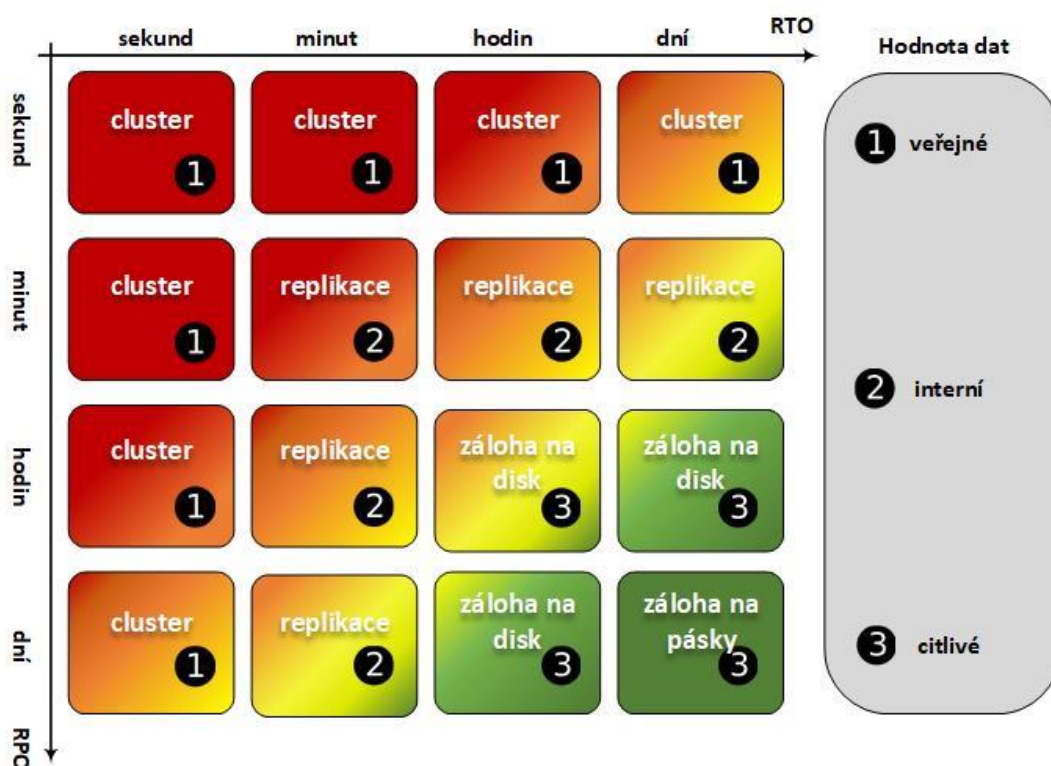 RTO
sekund
minut
hodin
dní
Hodnota dat
sekund
cluster
1
cluster
1
cluster
1
cluster
1
1 veřejné
minut
cluster
1
replikace
2
replikace
2
replikace
2
2 interní
hodin
cluster
1
replikace
2
záloha na
disk
3
záloha na
disk
3
dní
cluster
1
replikace
2
záloha na
disk
3
záloha na
pásky
3
3 citlivé
RPO